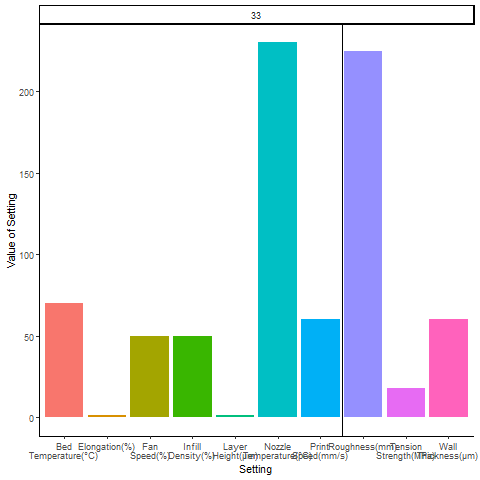 33
200
150
100
50
0
Value of Setting
Bed Elongation(%) Fan Infill Layer Nozzle Print Roughness(mm) Tension Wall
Temperature(°C) Speed(%) Density(%) Height(μm) Temperature(°C) Speed(mm/s) Strength(MPa) Thickness(μm)
Setting